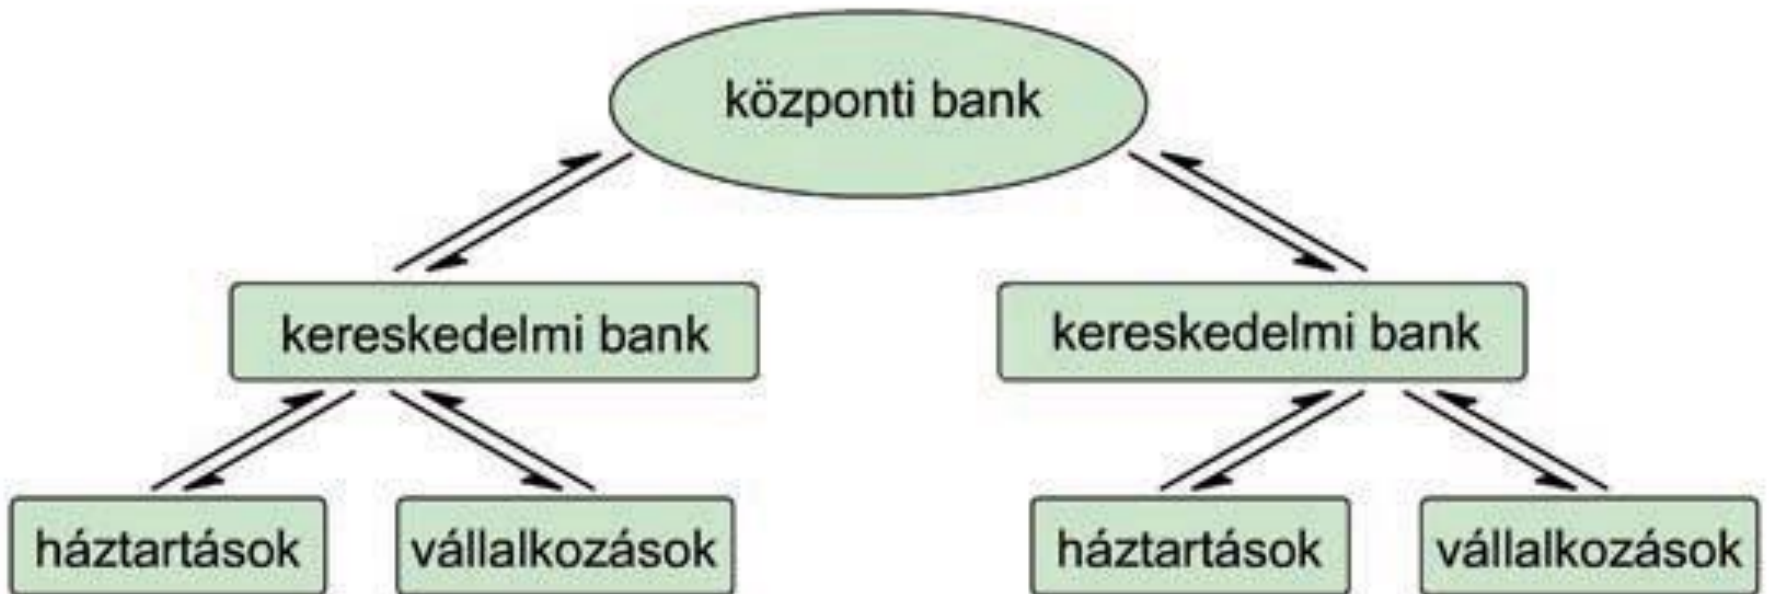 központi bank
kereskedelmi bank
kereskedelmi bank
háztartások
vállalkozások
háztartások
vállalkozások